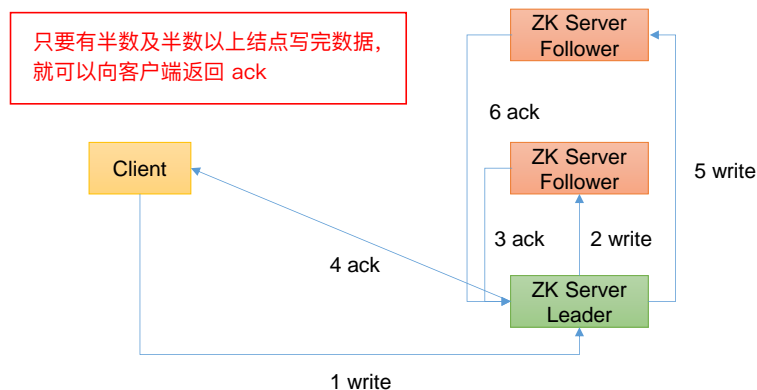 只要有半数及半数以上结点写完数据，
就可以向客户端返回 ack
ZK Server
Follower
6 ack
Client
ZK Server
Follower
5 write
3 ack
2 write
4 ack
ZK Server
Leader
1 write